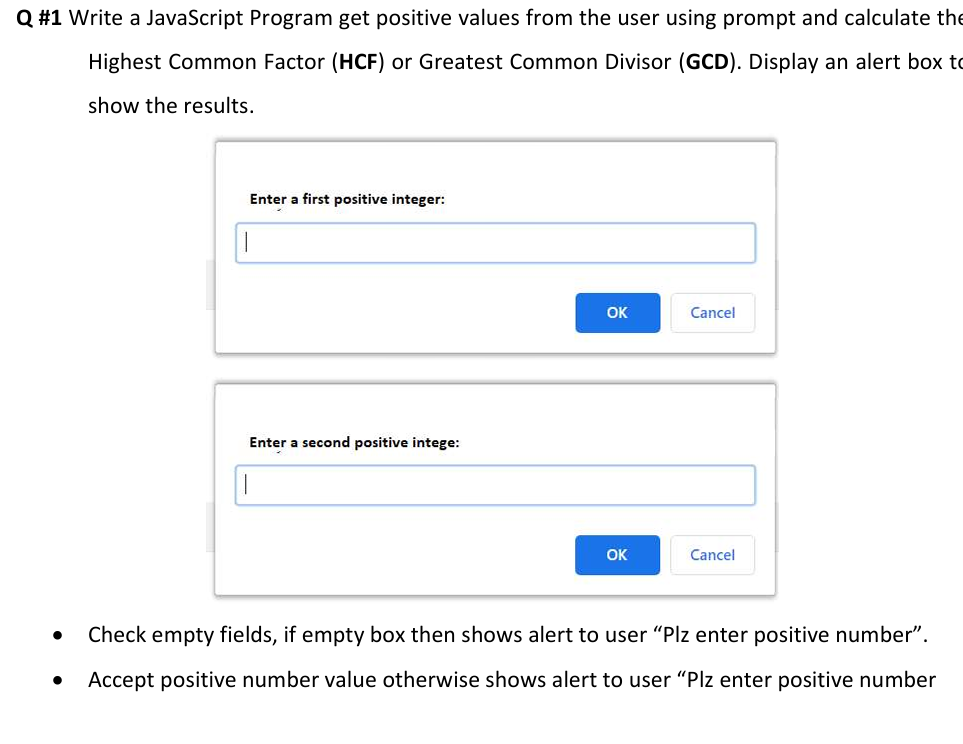 Q #1 Write a JavaScript Program get positive values from the user using prompt and calculate the
Highest Common Factor (HCF) or Greatest Common Divisor (GCD). Display an alert box to
show the results.
Enter a first positive integer:
OK Cancel
Enter a second positive intege:
OK Cancel
• Check empty fields, if empty box then shows alert to user “Plz enter positive number”.
• Accept positive number value otherwise shows alert to user “Plz enter positive number